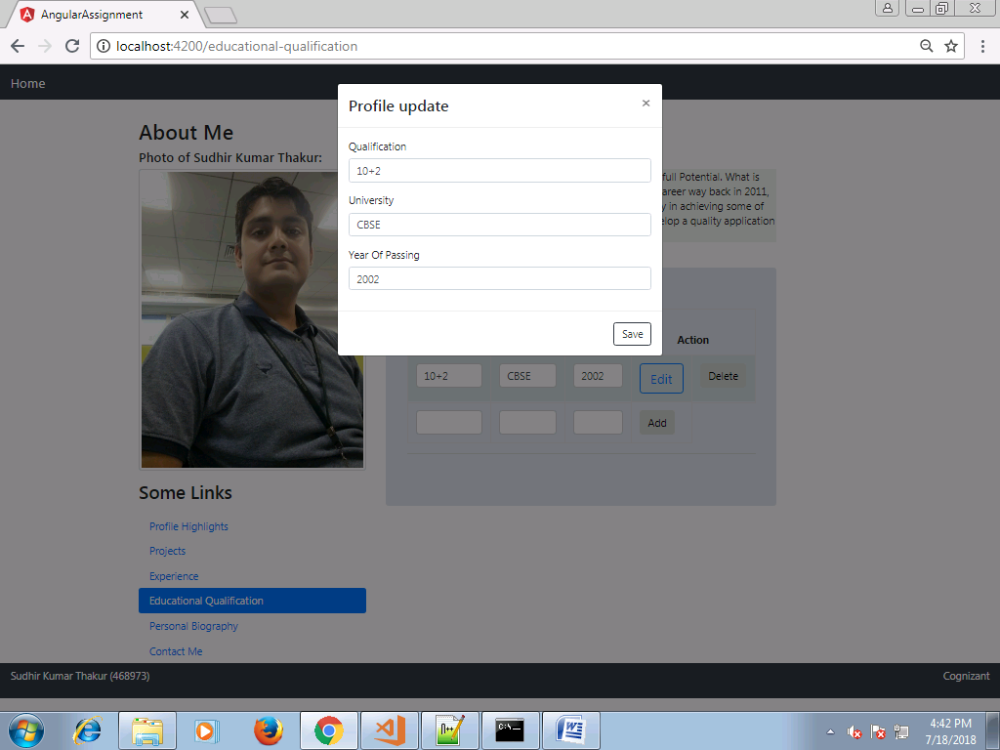 AngularAssignment
localhost:4200/educational-qualification
Home
Profile update
×
Qualification
10+2
University
CBSE
Year Of Passing
2002
Save
About Me
Photo of Sudhir Kumar Thakur:
full Potential. What is
career way back in 2011,
y in achieving some of
elop a quality application
Action
10+2 CBSE 2002 Edit Delete
Add
Some Links
Profile Highlights
Projects
Experience
Educational Qualification
Personal Biography
Contact Me
Sudhir Kumar Thakur (468973) Cognizant
4:42 PM
7/18/2018